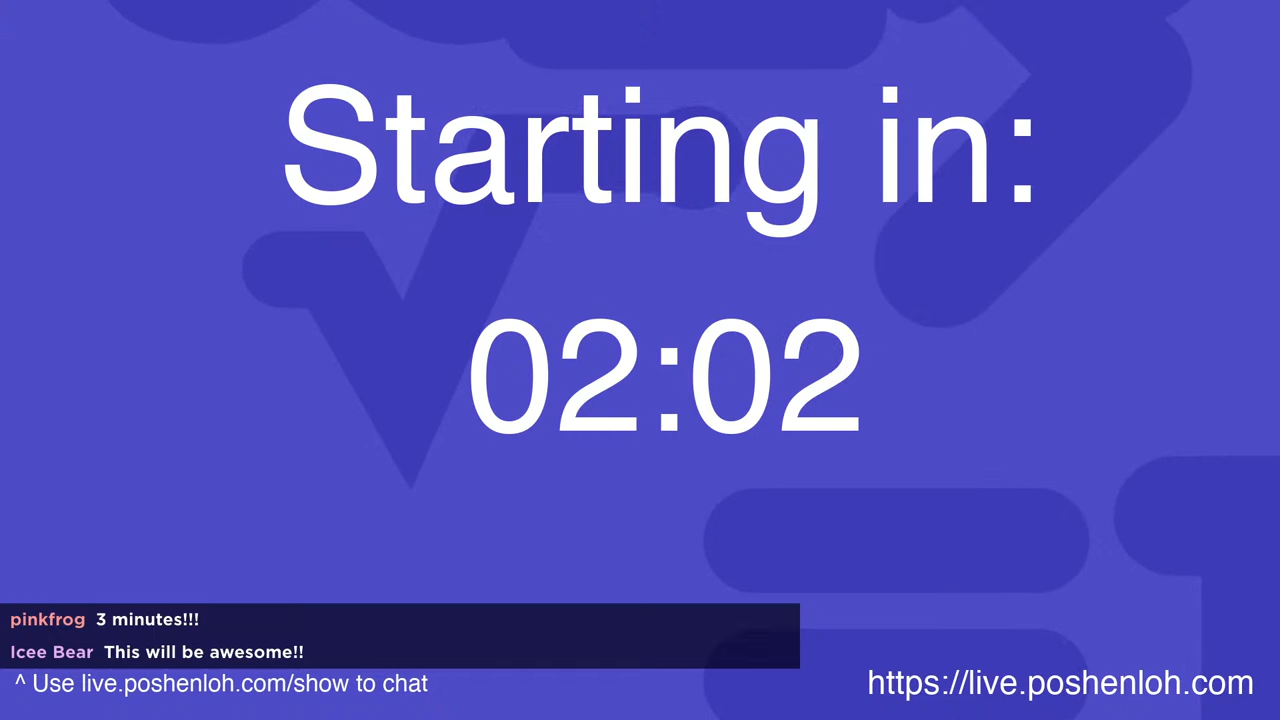 Starting in:
02:02
pinkfrog 3 minutes!!!
Icee Bear This will be awesome!!
^ Use live.poshenloh.com/show to chat
https://live.poshenloh.com